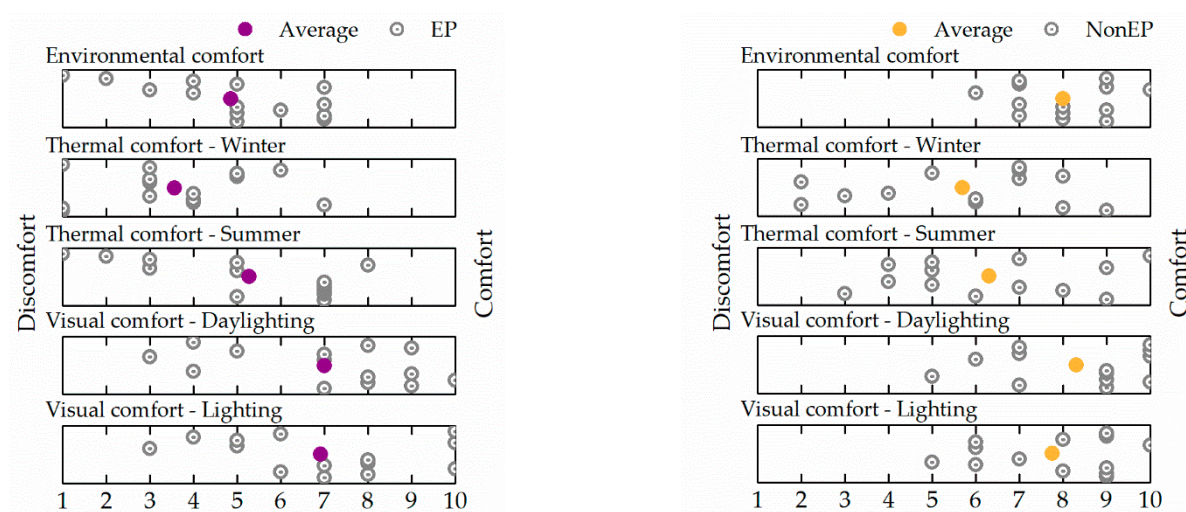 Average EP
Environmental comfort
Thermal comfort - Winter
Thermal comfort - Summer
Visual comfort - Daylighting
Visual comfort - Lighting
1 2 3 4 5 6 7 8 9 10
Discomfort
Comfort
Average NonEP
Environmental comfort
Thermal comfort - Winter
Thermal comfort - Summer
Visual comfort - Daylighting
Visual comfort - Lighting
1 2 3 4 5 6 7 8 9 10
Discomfort
Comfort